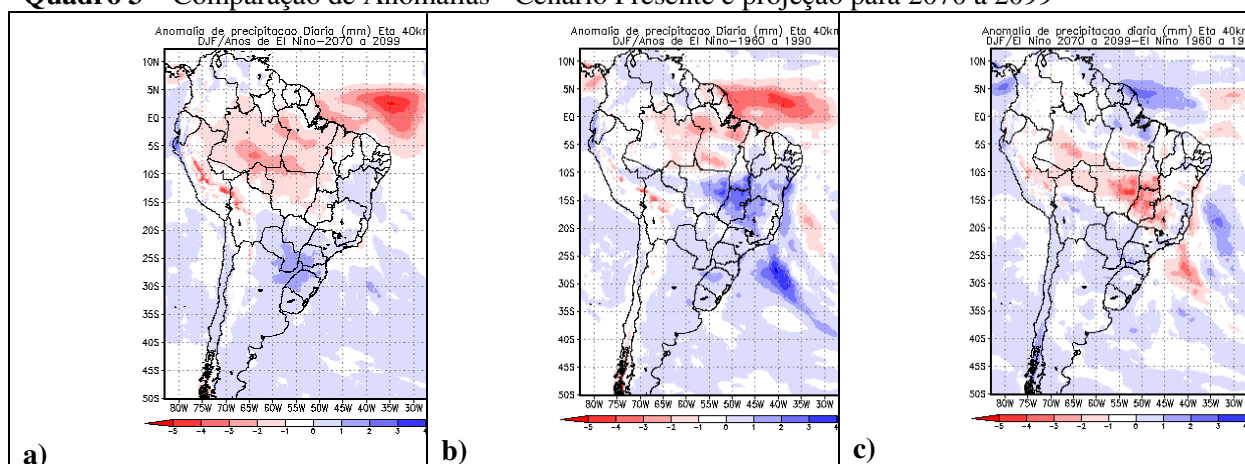 Quadro 3 – Comparação de Anomalias - Cenário Presente e projeção para 2070 a 2099
Anomalia de precipitacao Diaria (mm) Eta 40km
DJF/Anos de El Nino-2070 a 2099
10N
5N
EQ
5S
10S
15S
20S
25S
30S
35S
40S
45S
50S
80W 75W 70W 65W 60W 55W 50W 45W 40W 35W 30W
-5 -4 -3 -2 -1 0 1 2 3 4
a)
Anomalia de precipitacao Diaria (mm) Eta 40km
DJF/Anos de El Nino-1960 a 1990
10N
5N
EQ
5S
10S
15S
20S
25S
30S
35S
40S
45S
50S
80W 75W 70W 65W 60W 55W 50W 45W 40W 35W 30W
-5 -4 -3 -2 -1 0 1 2 3 4
b)
Anomalia de precipitacao diaria (mm) Eta 40km
DJF/El Nino 2070 a 2099-El Nino 1960 a 19
10N
5N
EQ
5S
10S
15S
20S
25S
30S
35S
40S
45S
50S
80W 75W 70W 65W 60W 55W 50W 45W 40W 35W 30W
-5 -4 -3 -2 -1 0 1 2 3 4
c)